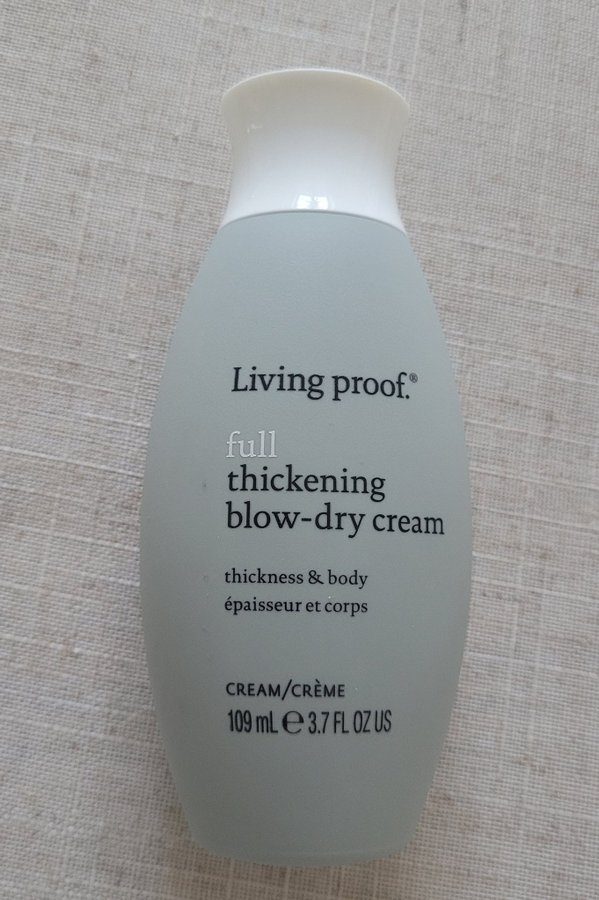 Living proof.®
full
thickening
blow-dry cream
thickness & body
épaisseur et corps
CREAM/CRÈME
109 mL ℮ 3.7 FL OZ US